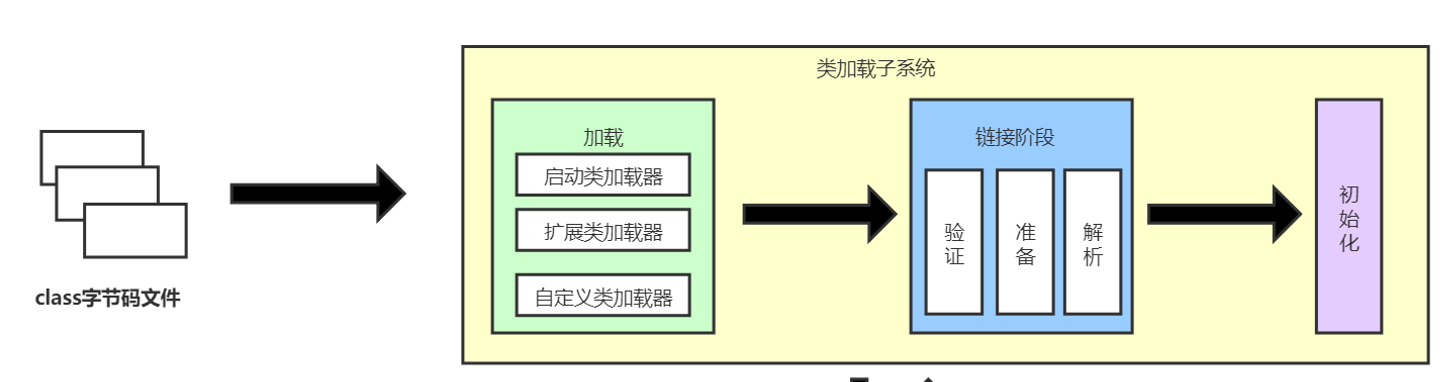 类加载子系统
加载
启动类加载器
扩展类加载器
自定义类加载器
链接阶段
验证
准备
解析
初始化
class字节码文件